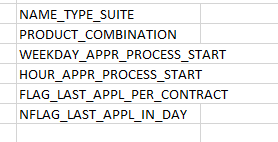 NAME_TYPE_SUITE
PRODUCT_COMBINATION
WEEKDAY_APPR_PROCESS_START
HOUR_APPR_PROCESS_START
FLAG_LAST_APPL_PER_CONTRACT
NFLAG_LAST_APPL_IN_DAY